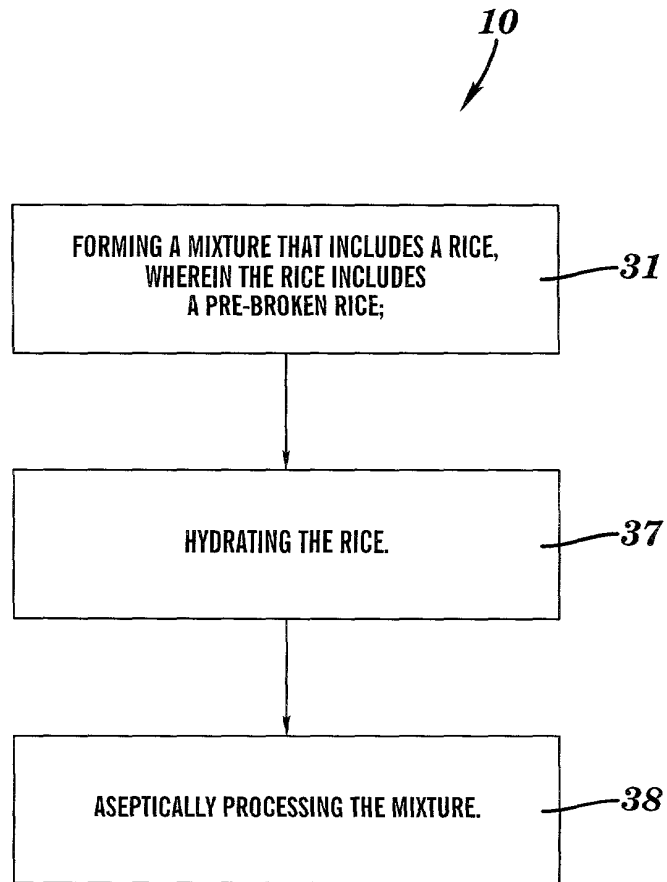 10
FORMING A MIXTURE THAT INCLUDES A RICE,
WHEREIN THE RICE INCLUDES
A PRE-BROKEN RICE;
31
HYDRATING THE RICE.
37
ASEPTICALLY PROCESSING THE MIXTURE.
38